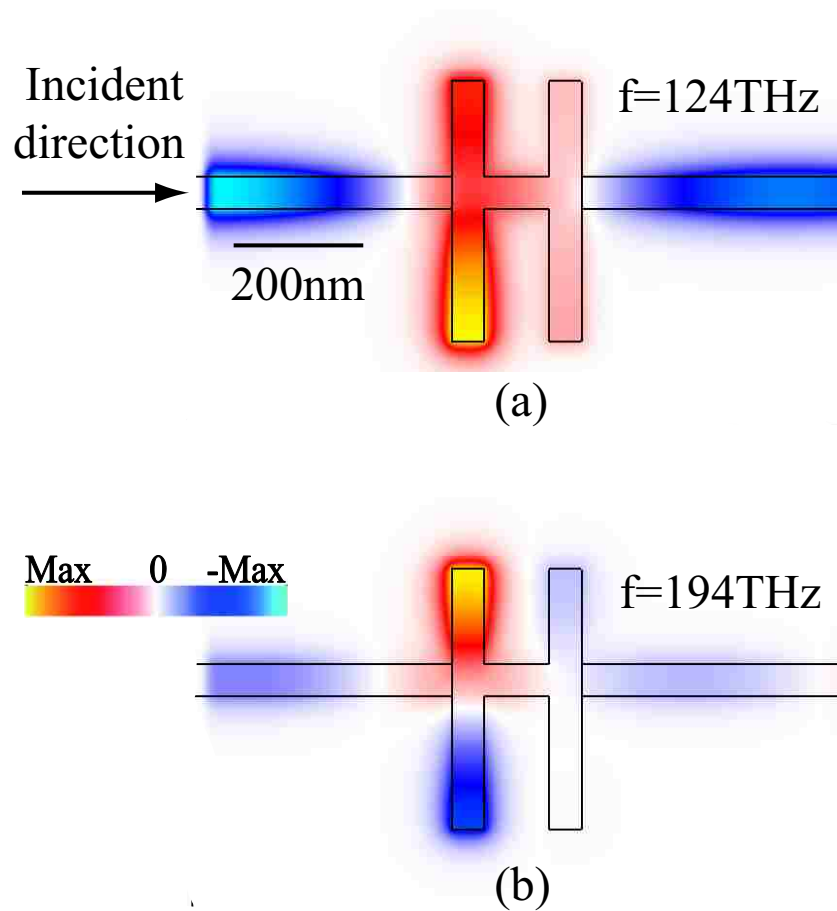 Incident
direction
f=124THz
200nm
(a)
Max 0 -Max
f=194THz
(b)